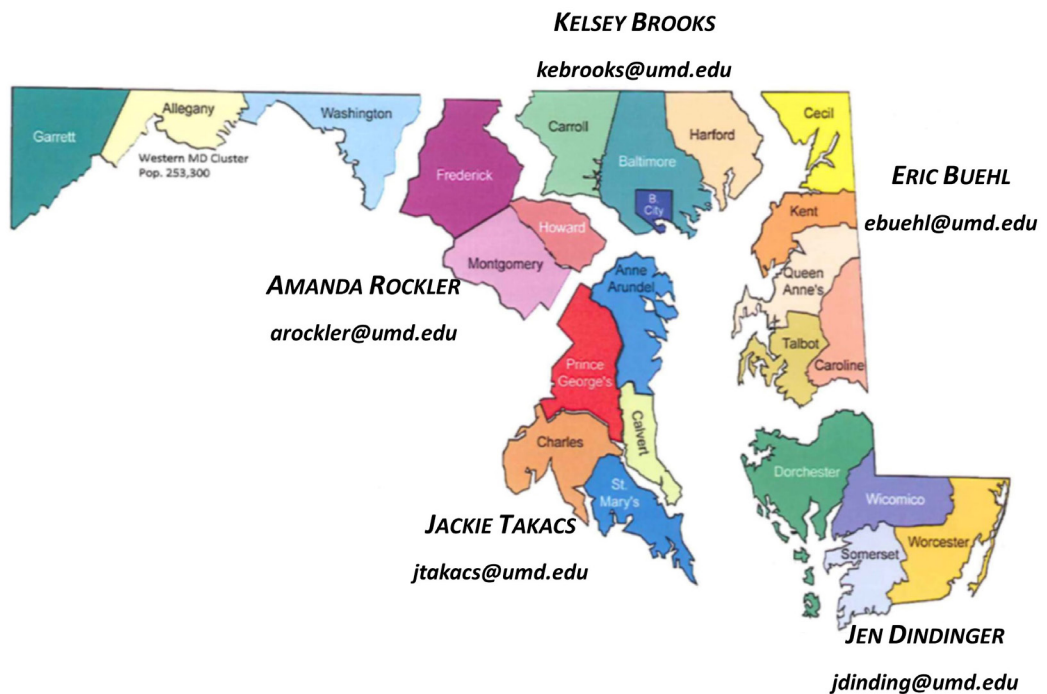 KELSEY BROOKS
kebrooks@umd.edu
Garrett
Allegany
Washington
Western MD Cluster
Pop. 253,300
Frederick
Carroll
Baltimore
B.
City
Harford
Cecil
ERIC BUEHL
ebuehl@umd.edu
Kent
Howard
Montgomery
AMANDA ROCKLER
arockler@umd.edu
Anne
Arundel
Queen
Anne's
Talbot
Caroline
Prince
George's
Charles
Calvert
St.
Mary's
JACKIE TAKACS
jtakacs@umd.edu
Dorchester
Wicomico
Somerset
Worcester
JEN DINDINGER
jdinding@umd.edu